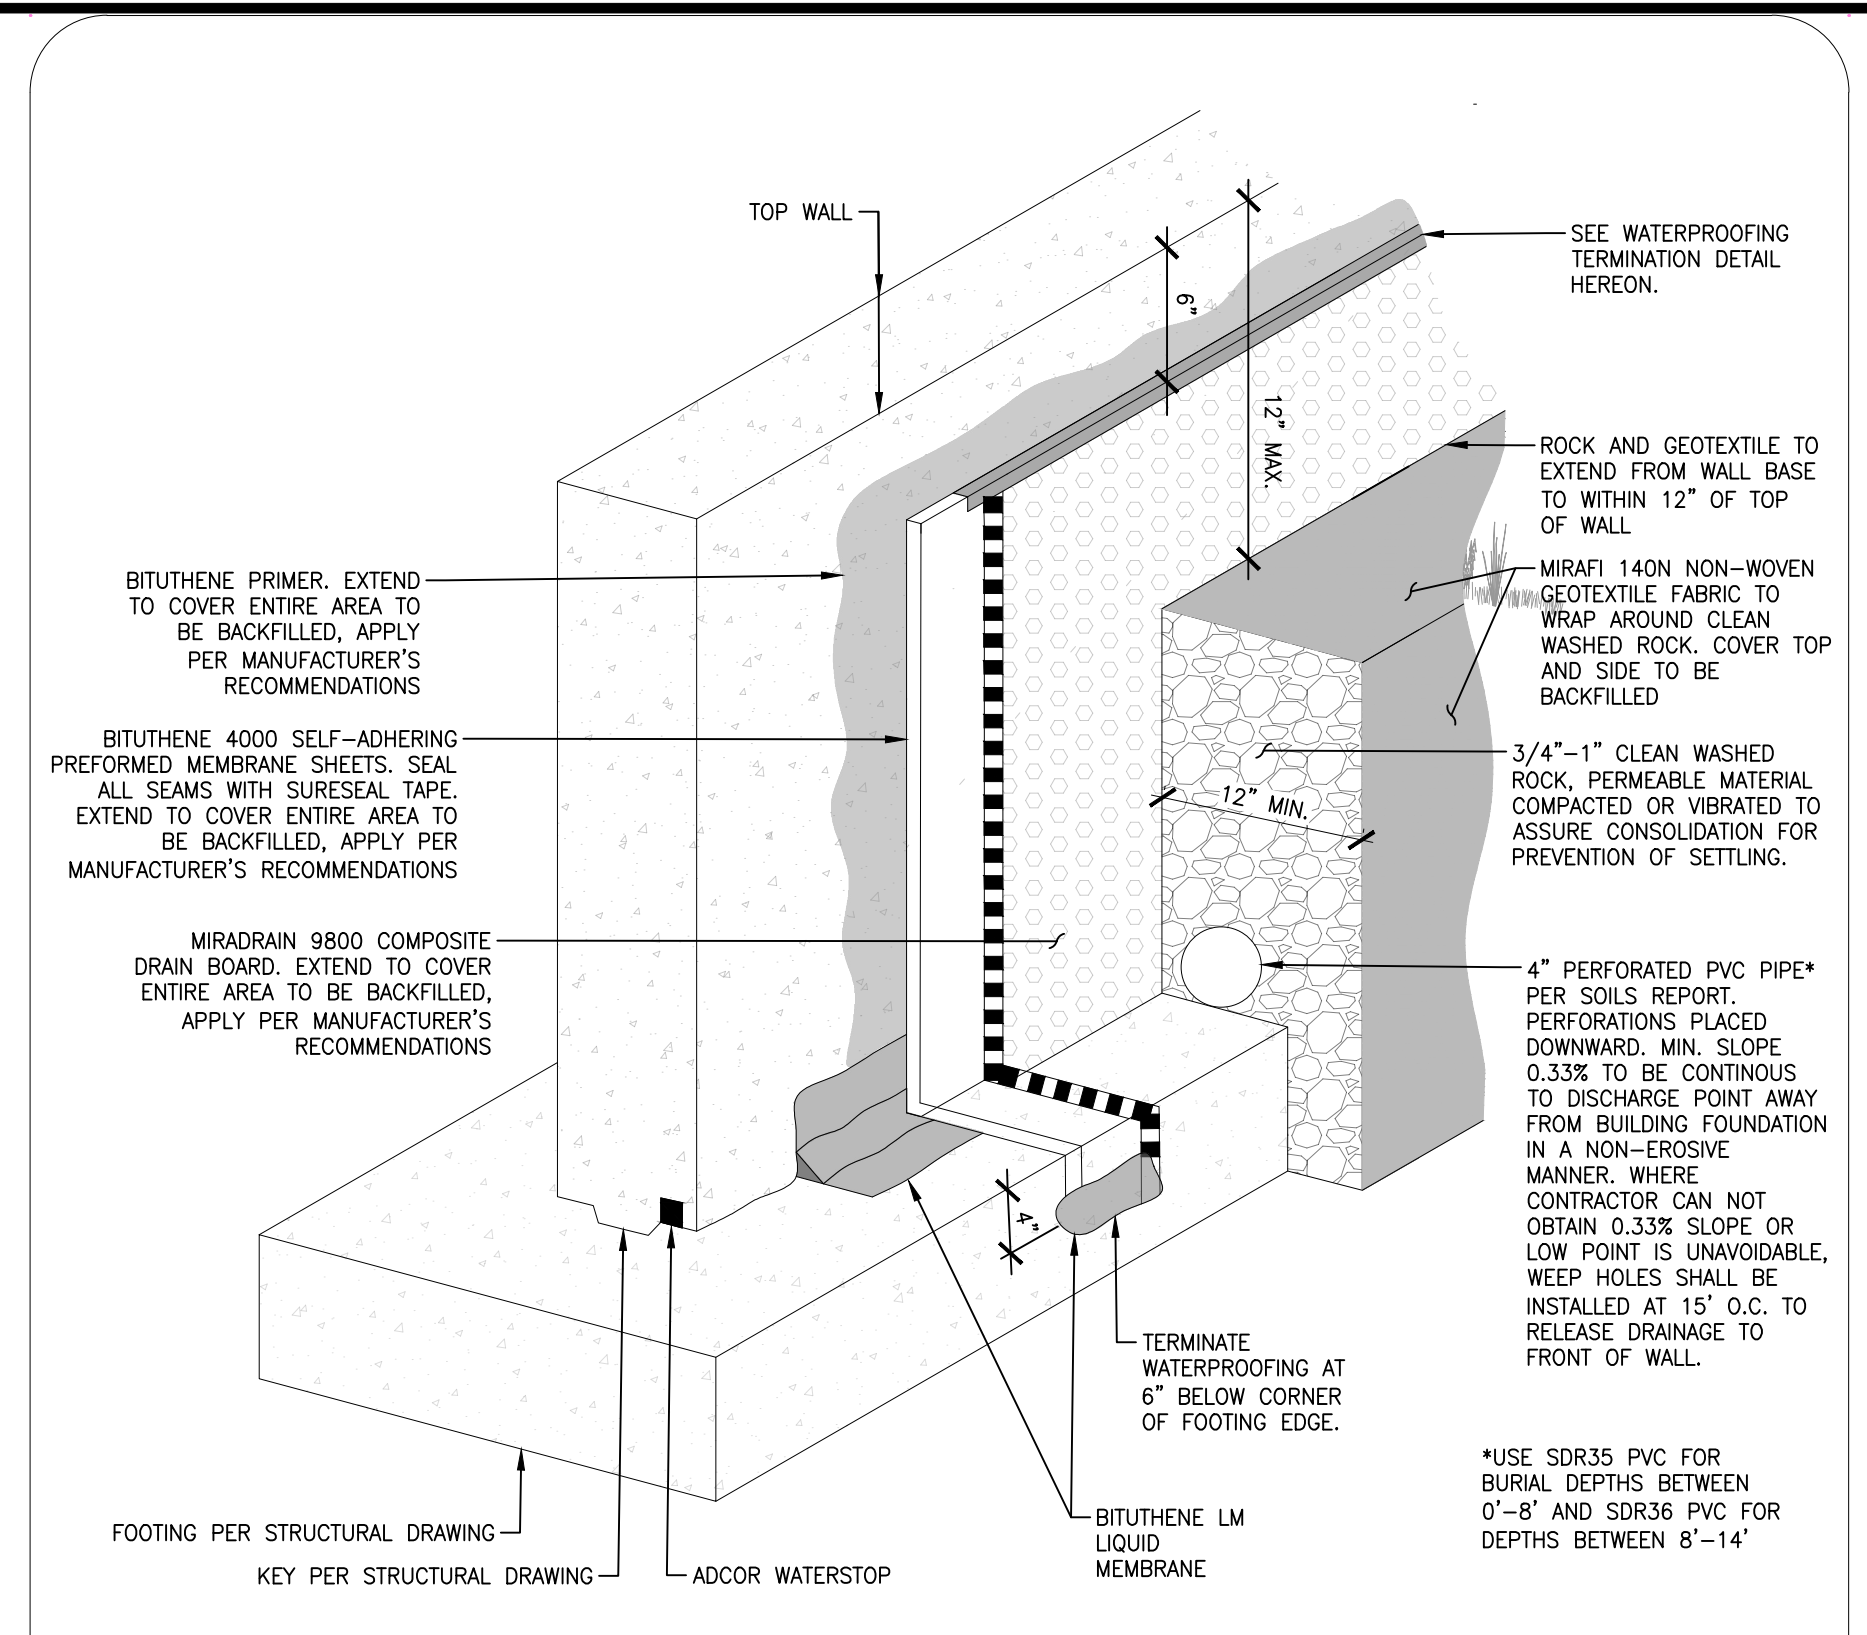 TOP WALL
SEE WATERPROOFING
TERMINATION DETAIL
HEREON.
6"
12" MAX.
ROCK AND GEOTEXTILE TO
EXTEND FROM WALL BASE
TO WITHIN 12" OF TOP
OF WALL
BITUTHENE PRIMER. EXTEND
TO COVER ENTIRE AREA TO
BE BACKFILLED, APPLY
PER MANUFACTURER'S
RECOMMENDATIONS
MIRAFI 140N NON-WOVEN
GEOTEXTILE FABRIC TO
WRAP AROUND CLEAN
WASHED ROCK. COVER TOP
AND SIDE TO BE
BACKFILLED
BITUTHENE 4000 SELF-ADHERING
PREFORMED MEMBRANE SHEETS. SEAL
ALL SEAMS WITH SURESEAL TAPE.
EXTEND TO COVER ENTIRE AREA TO
BE BACKFILLED, APPLY PER
MANUFACTURER'S RECOMMENDATIONS
3/4"-1" CLEAN WASHED
ROCK, PERMEABLE MATERIAL
COMPACTED OR VIBRATED TO
ASSURE CONSOLIDATION FOR
PREVENTION OF SETTLING.
12" MIN.
MIRADRAIN 9800 COMPOSITE
DRAIN BOARD. EXTEND TO COVER
ENTIRE AREA TO BE BACKFILLED,
APPLY PER MANUFACTURER'S
RECOMMENDATIONS
4" PERFORATED PVC PIPE*
PER SOILS REPORT.
PERFORATIONS PLACED
DOWNWARD. MIN. SLOPE
0.33% TO BE CONTINOUS
TO DISCHARGE POINT AWAY
FROM BUILDING FOUNDATION
IN A NON-EROSIVE
MANNER. WHERE
CONTRACTOR CAN NOT
OBTAIN 0.33% SLOPE OR
LOW POINT IS UNAVOIDABLE,
WEEP HOLES SHALL BE
INSTALLED AT 15' O.C. TO
RELEASE DRAINAGE TO
FRONT OF WALL.
4"
TERMINATE
WATERPROOFING AT
6" BELOW CORNER
OF FOOTING EDGE.
*USE SDR35 PVC FOR
BURIAL DEPTHS BETWEEN
0'-8' AND SDR36 PVC FOR
DEPTHS BETWEEN 8'-14'
BITUTHENE LM
LIQUID
MEMBRANE
FOOTING PER STRUCTURAL DRAWING
KEY PER STRUCTURAL DRAWING
ADCOR WATERSTOP